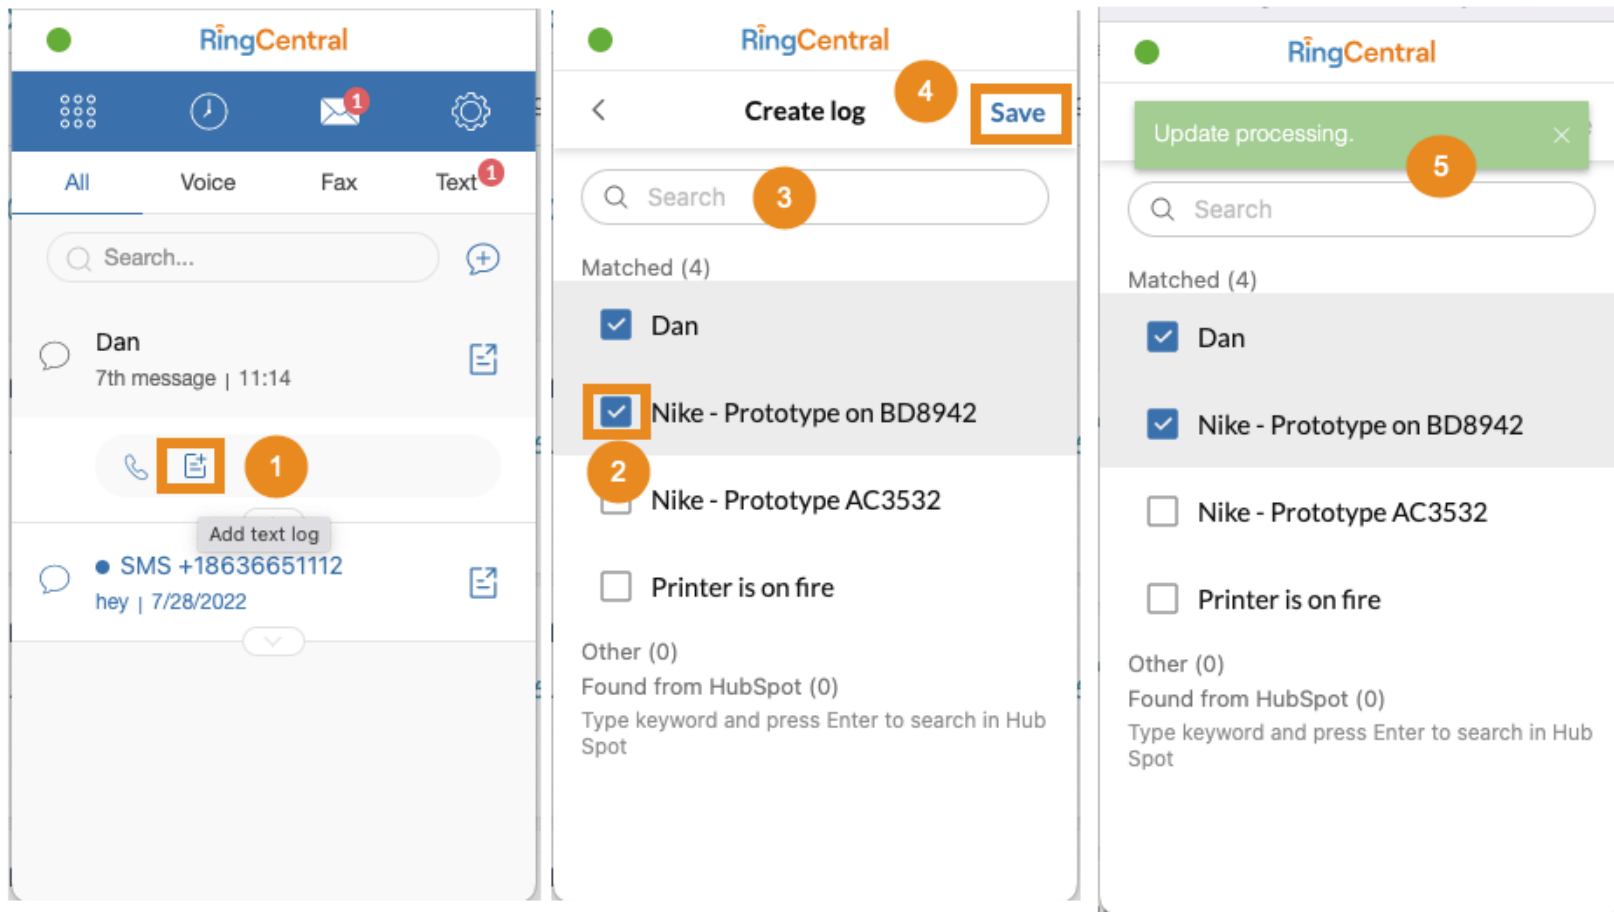 RingCentral
1
All
Voice
Fax
Text 1
Search...
Dan
7th message | 11:14
1
Add text log
SMS +18636651112
hey | 7/28/2022
RingCentral
Create log
4
Save
Search
3
Matched (4)
Dan
Nike - Prototype on BD8942
2
Nike - Prototype AC3532
Printer is on fire
Other (0)
Found from HubSpot (0)
Type keyword and press Enter to search in Hub
Spot
RingCentral
Update processing.
5
Search
Matched (4)
Dan
Nike - Prototype on BD8942
Nike - Prototype AC3532
Printer is on fire
Other (0)
Found from HubSpot (0)
Type keyword and press Enter to search in Hub
Spot